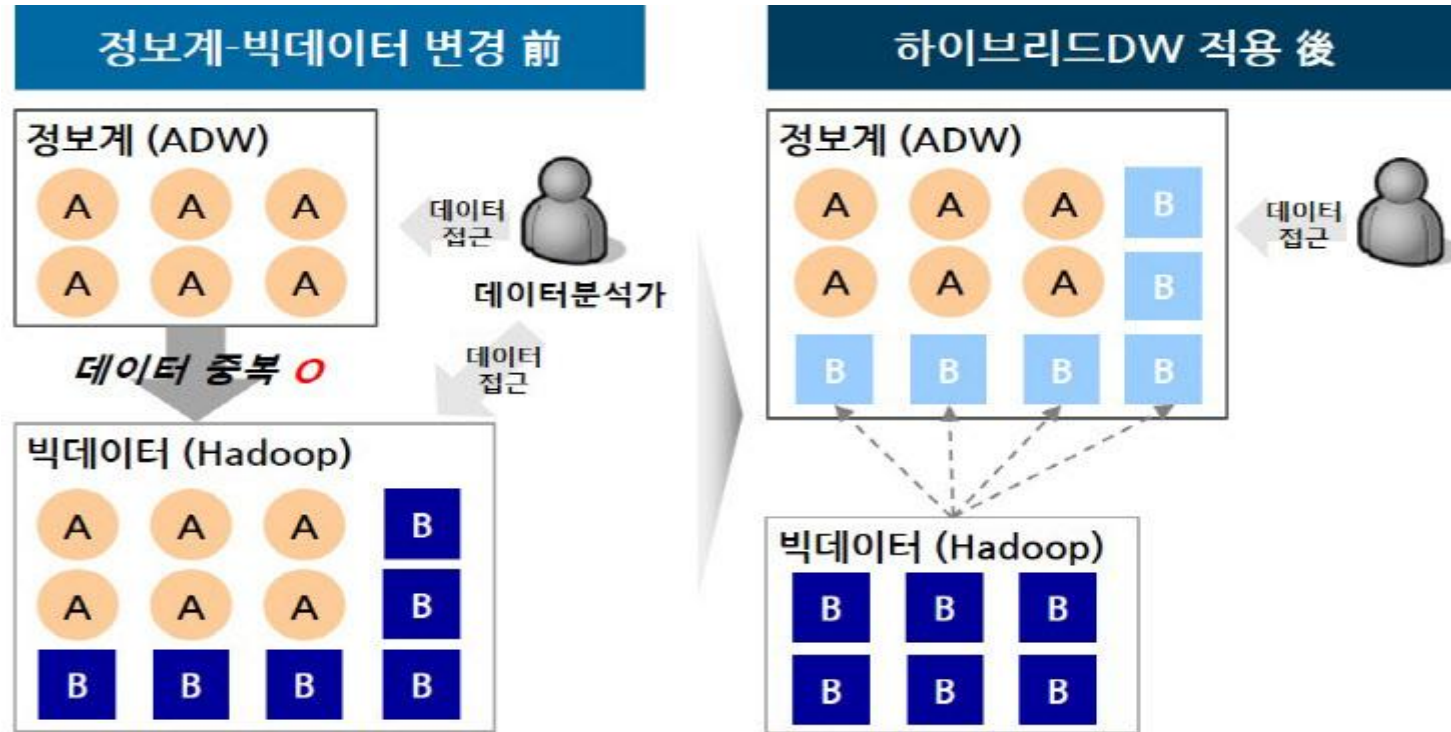 정보계-빅데이터 변경 前
정보계 (ADW)
A A A
A A A
데이터
접근
데이터분석가
데이터 중복 O
데이터
접근
빅데이터 (Hadoop)
A A A B
A A A B
B B B B
하이브리드DW 적용 後
정보계 (ADW)
A A A B
A A A B
B B B B
데이터
접근
빅데이터 (Hadoop)
B B B
B B B